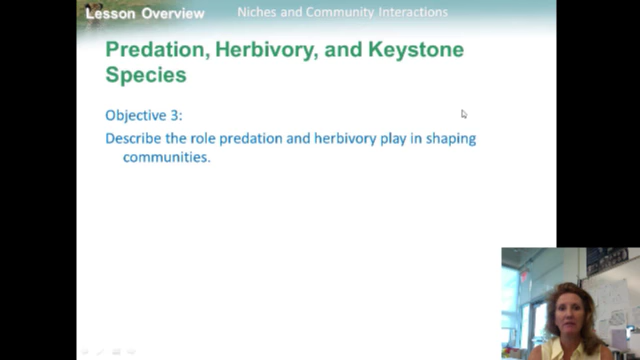 Lesson Overview
Niches and Community Interactions
Predation, Herbivory, and Keystone
Species
Objective 3:
Describe the role predation and herbivory play in shaping
communities.